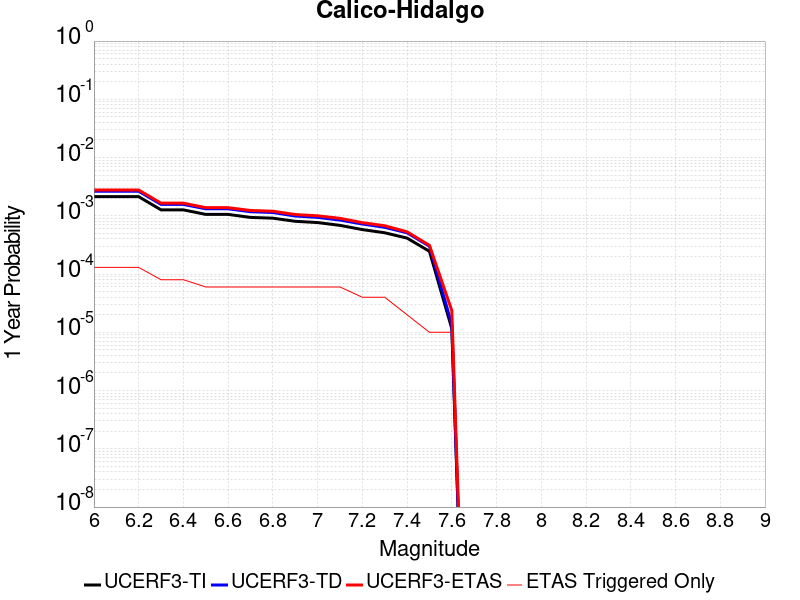 Calico-Hidalgo
1 Year Probability
10^0
10^-1
10^-2
10^-3
10^-4
10^-5
10^-6
10^-7
10^-8
6 6.2 6.4 6.6 6.8 7 7.2 7.4 7.6 7.8 8 8.2 8.4 8.6 8.8 9
Magnitude
UCERF3-TI UCERF3-TD UCERF3-ETAS ETAS Triggered Only